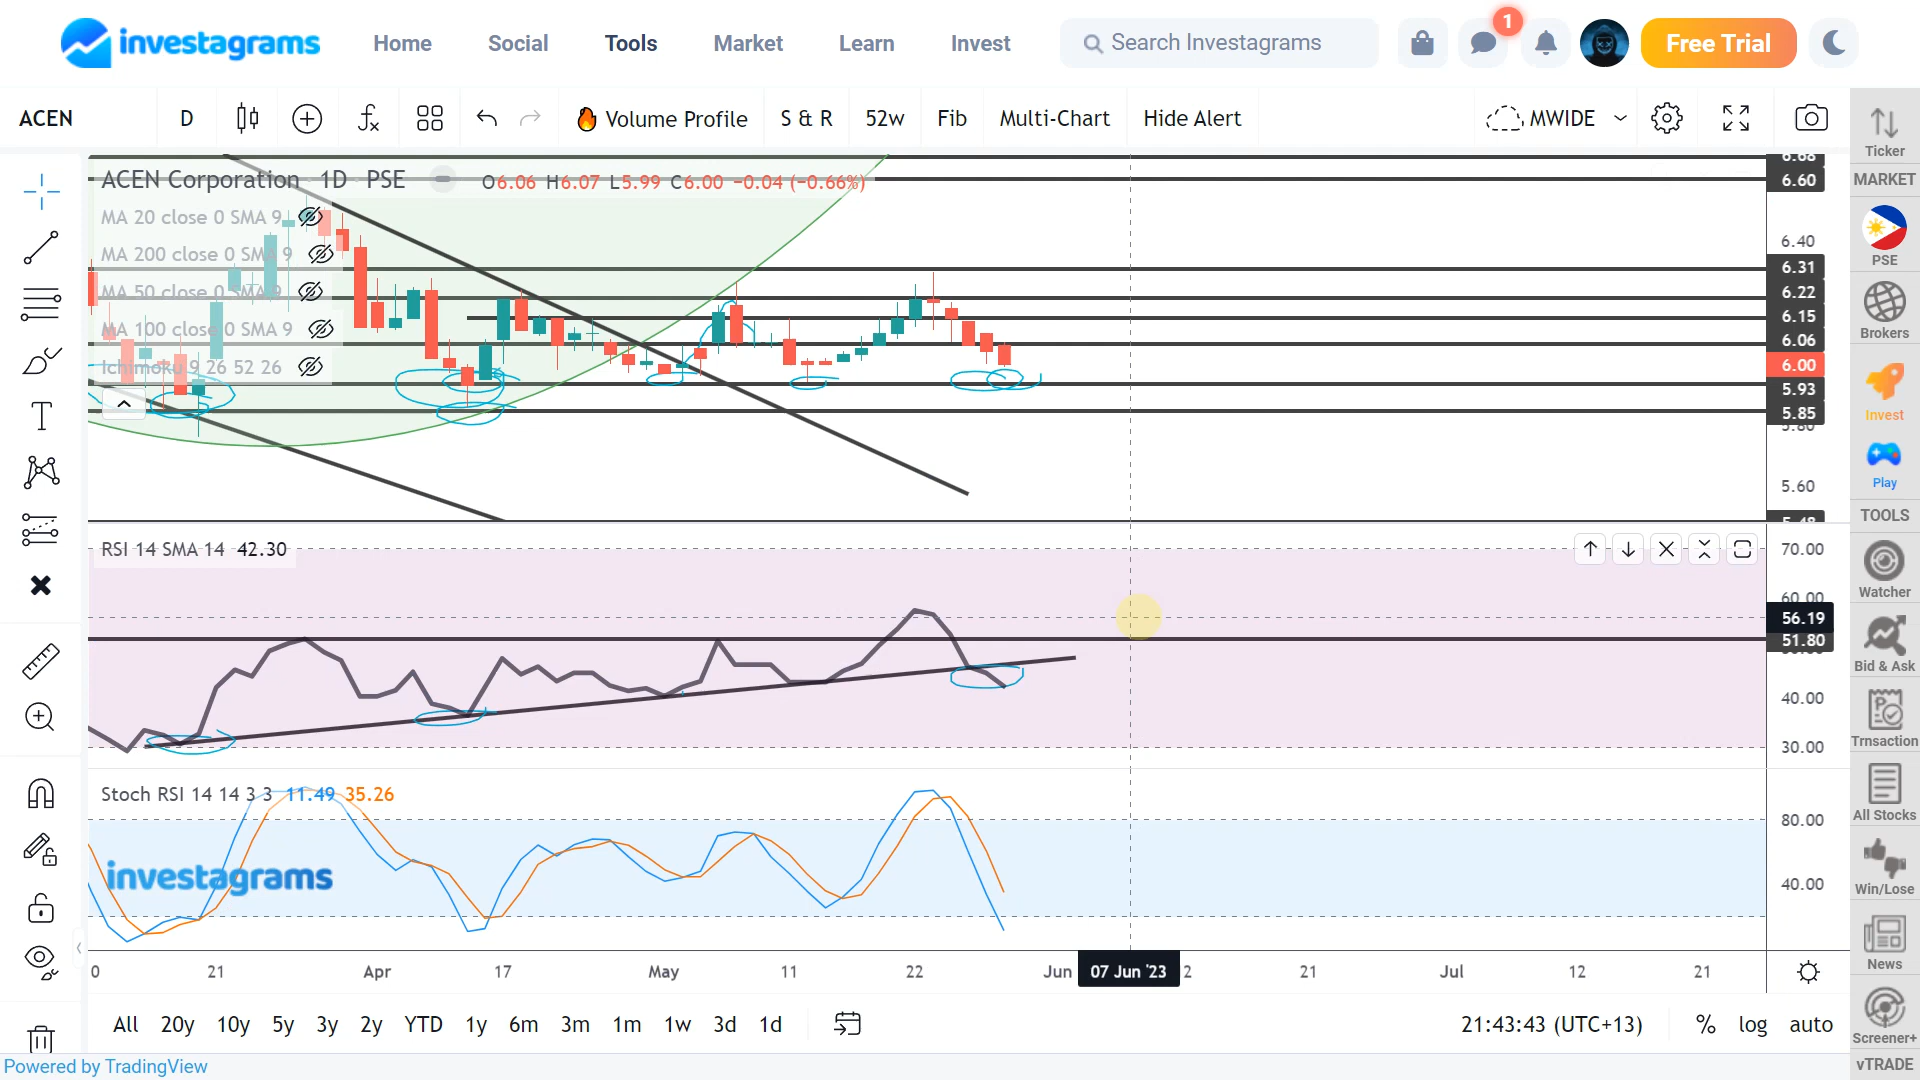 investagrams
Home
Social
Tools
Market
Learn
Invest
Search Investagrams
1
Free Trial
ACEN
D
Volume Profile
S & R
52w
Fib
Multi-Chart
Hide Alert
MWIDE
Ticker
MARKET
PSE
Brokers
Invest
Play
TOOLS
Watcher
Bid & Ask
Trnsaction
All Stocks
Win/Lose
News
Screener+
vTRADE
ACEN Corporation 1D PSE
O6.06 H6.07 L5.99 C6.00 −0.04 (−0.66%)
MA 20 close 0 SMA 9
MA 200 close 0 SMA 9
MA 50 close 0 SMA 9
MA 100 close 0 SMA 9
Ichimoku 9 26 52 26
6.68
6.60
6.40
6.31
6.22
6.15
6.06
6.00
5.93
5.85
5.80
5.60
5.48
RSI 14 SMA 14 42.30
70.00
60.00
56.19
51.80
40.00
30.00
Stoch RSI 14 14 3 3 11.49 35.26
80.00
40.00
investagrams
0
21
Apr
17
May
11
22
Jun
07 Jun '23
2
21
Jul
12
21
All
20y
10y
5y
3y
2y
YTD
1y
6m
3m
1m
1w
3d
1d
21:43:43 (UTC+13)
%
log
auto
Powered by TradingView